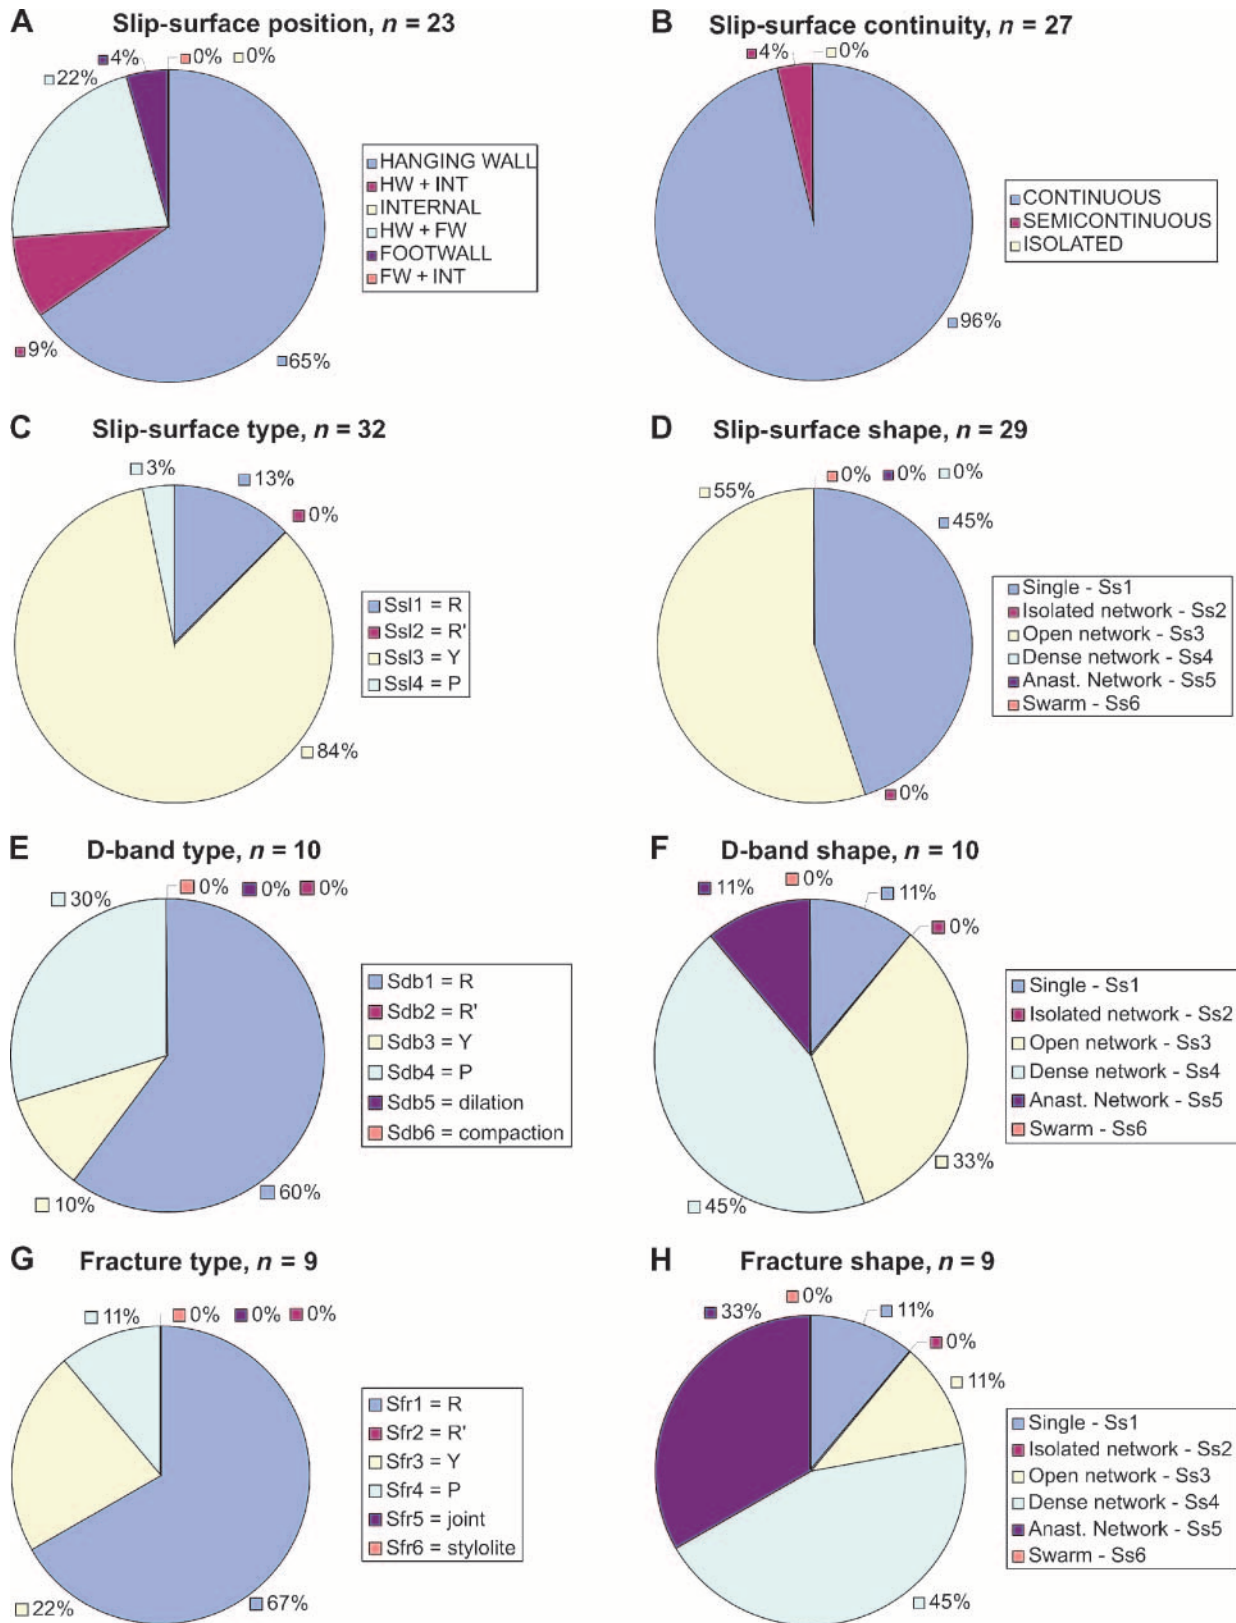 A Slip-surface position, n = 23
4% 0% 0%
22%
HANGING WALL
HW + INT
INTERNAL
HW + FW
FOOTWALL
FW + INT
9%
65%
B Slip-surface continuity, n = 27
4% 0%
CONTINUOUS
SEMICONTINUOUS
ISOLATED
96%
C Slip-surface type, n = 32
3%
13%
0%
Ssl1 = R
Ssl2 = R'
Ssl3 = Y
Ssl4 = P
84%
D Slip-surface shape, n = 29
0% 0% 0%
55%
45%
Single - Ss1
Isolated network - Ss2
Open network - Ss3
Dense network - Ss4
Anast. Network - Ss5
Swarm - Ss6
0%
E D-band type, n = 10
0% 0% 0%
30%
Sdb1 = R
Sdb2 = R'
Sdb3 = Y
Sdb4 = P
Sdb5 = dilation
Sdb6 = compaction
10%
60%
F D-band shape, n = 10
0%
11%
11%
0%
Single - Ss1
Isolated network - Ss2
Open network - Ss3
Dense network - Ss4
Anast. Network - Ss5
Swarm - Ss6
33%
45%
G Fracture type, n = 9
11% 0% 0% 0%
Sfr1 = R
Sfr2 = R'
Sfr3 = Y
Sfr4 = P
Sfr5 = joint
Sfr6 = stylolite
22%
67%
H Fracture shape, n = 9
0%
33%
11%
0%
11%
Single - Ss1
Isolated network - Ss2
Open network - Ss3
Dense network - Ss4
Anast. Network - Ss5
Swarm - Ss6
45%